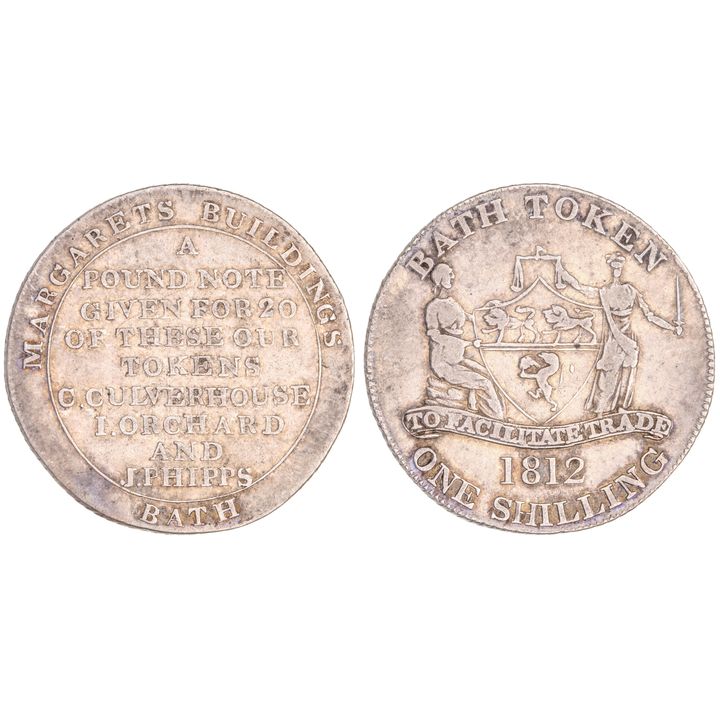 MARGARETS BUILDINGS
A
POUND NOTE
GIVEN FOR 20
OF THESE OUR
TOKENS
C.CULVERHOUSE
I.ORCHARD
AND
J.PHIPPS
BATH
BATH TOKEN
TO FACILITATE TRADE
1812
ONE SHILLING